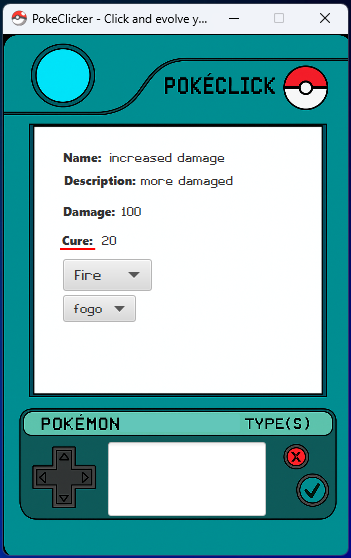 PokeClicker - Click and evolve y...
POKÉCLICK
Name: increased damage
Description: more damaged
Damage: 100
Cure: 20
Fire
fogo
POKÉMON TYPE(S)